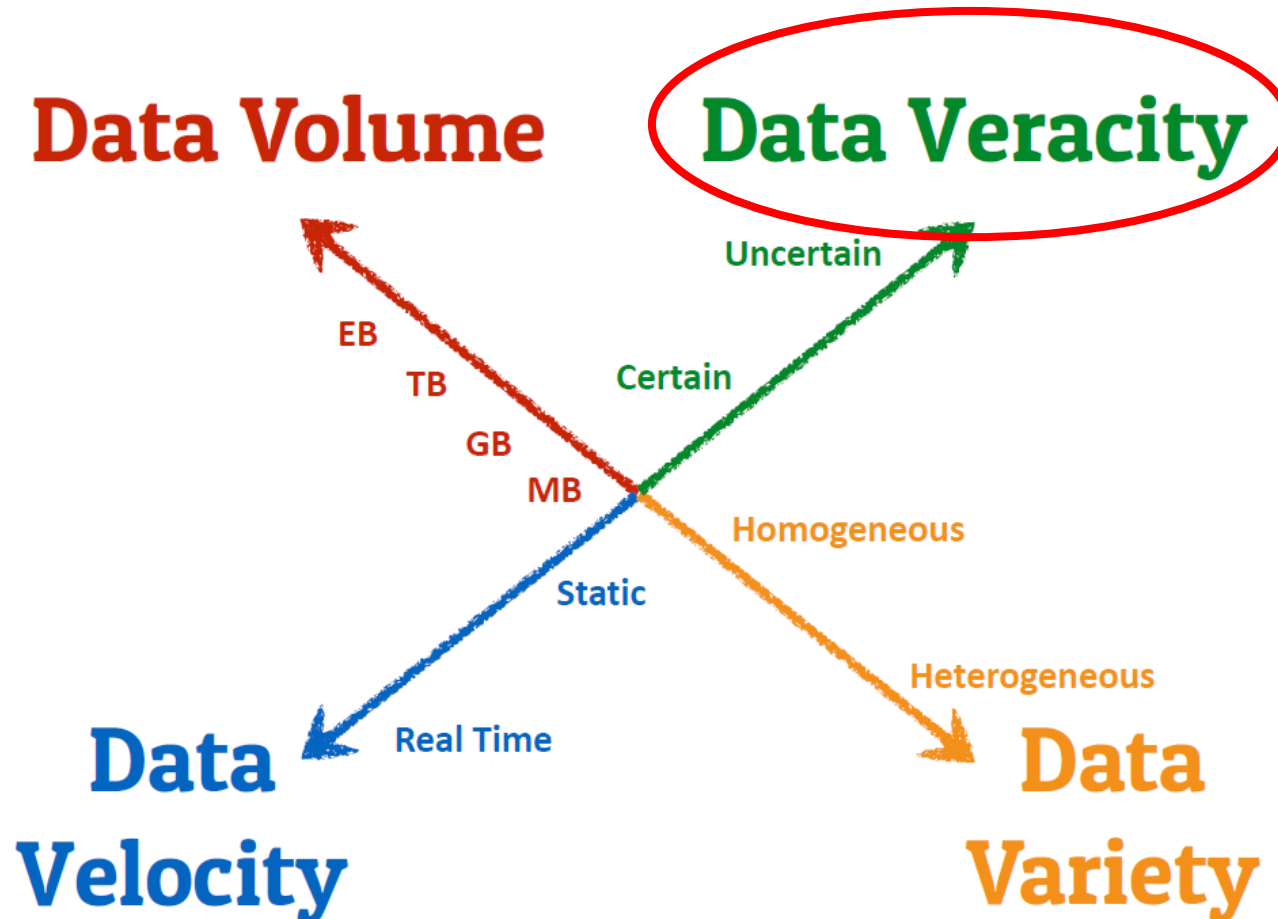 Data Volume
Data Veracity
Uncertain
EB
Certain
TB
GB
MB
Homogeneous
Static
Heterogeneous
Real Time
Data
Velocity
Data
Variety